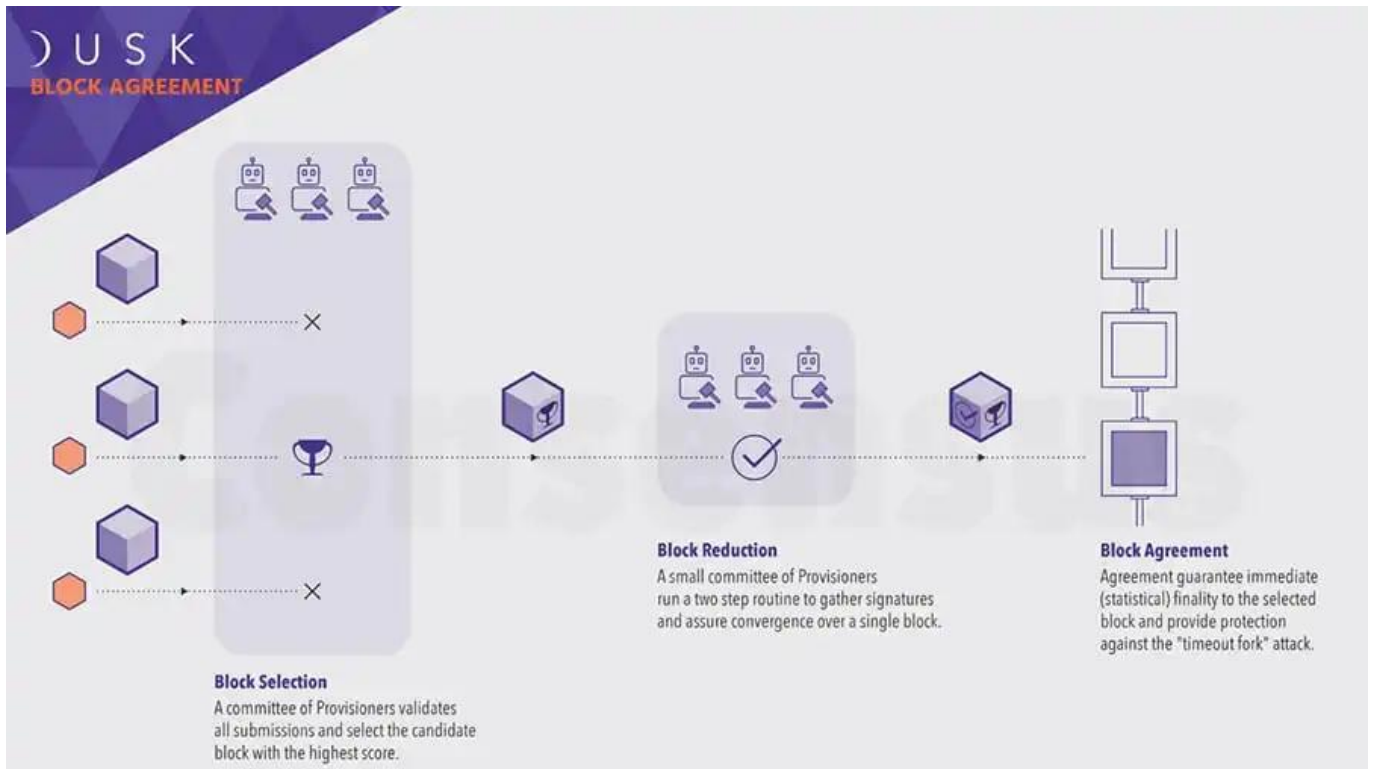 DUSK
BLOCK AGREEMENT
Consensus
Block Selection
A committee of Provisioners validates
all submissions and select the candidate
block with the highest score.
Block Reduction
A small committee of Provisioners
run a two step routine to gather signatures
and assure convergence over a single block.
Block Agreement
Agreement guarantee immediate
(statistical) finality to the selected
block and provide protection
against the "timeout fork" attack.